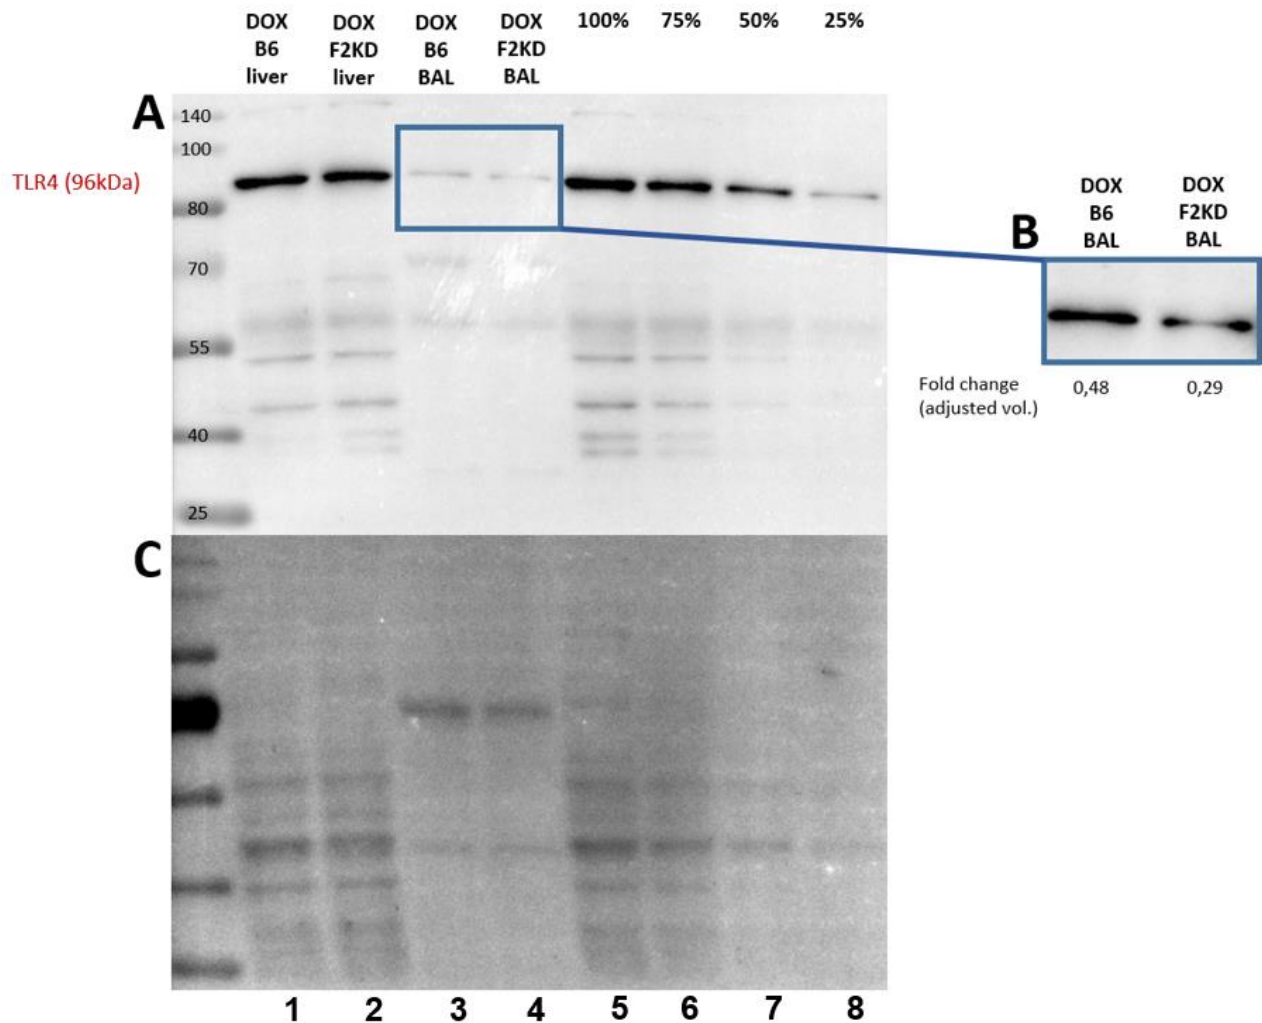 DOX
B6
liver
DOX
F2KD
liver
DOX
B6
BAL
DOX
F2KD
BAL
100%
75%
50%
25%
A
140
100
TLR4 (96kDa)
80
70
55
40
25
B
DOX
B6
BAL
DOX
F2KD
BAL
Fold change
(adjusted vol.)
0,48
0,29
C
1 2 3 4 5 6 7 8